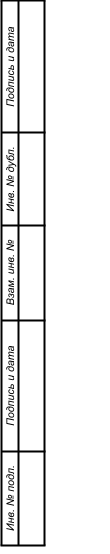 Подпись и дата
Инв. № дубл.
Взам. инв. №
Подпись и дата
Инв. № подл.